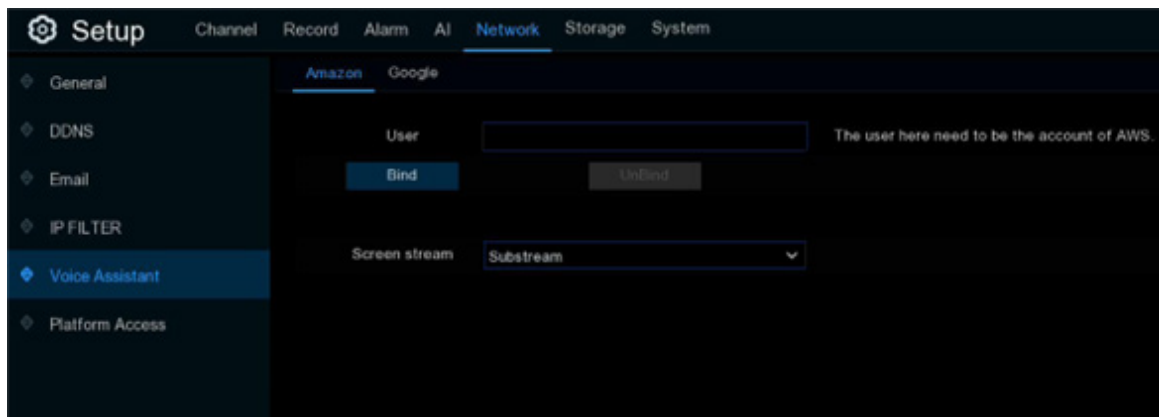 Setup Channel Record Alarm AI Network Storage System
General
DDNS
Email
IP FILTER
Voice Assistant
Platform Access
Amazon Google
User The user here need to be the account of AWS.
Bind UnBind
Screen stream Substream